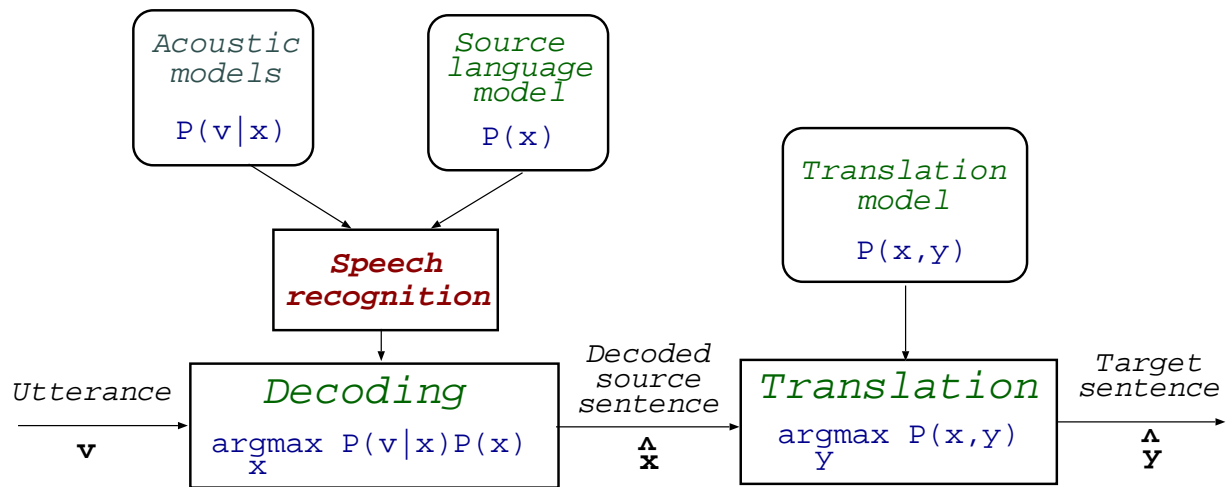 Acoustic
models
P(v|x)
Source
language
model
P(x)
Translation
model
P(x,y)
Speech
recognition
Utterance
v
Decoding
argmax P(v|x)P(x)
x
Decoded
source
sentence
x̂
Translation
argmax P(x,y)
y
Target
sentence
ŷ